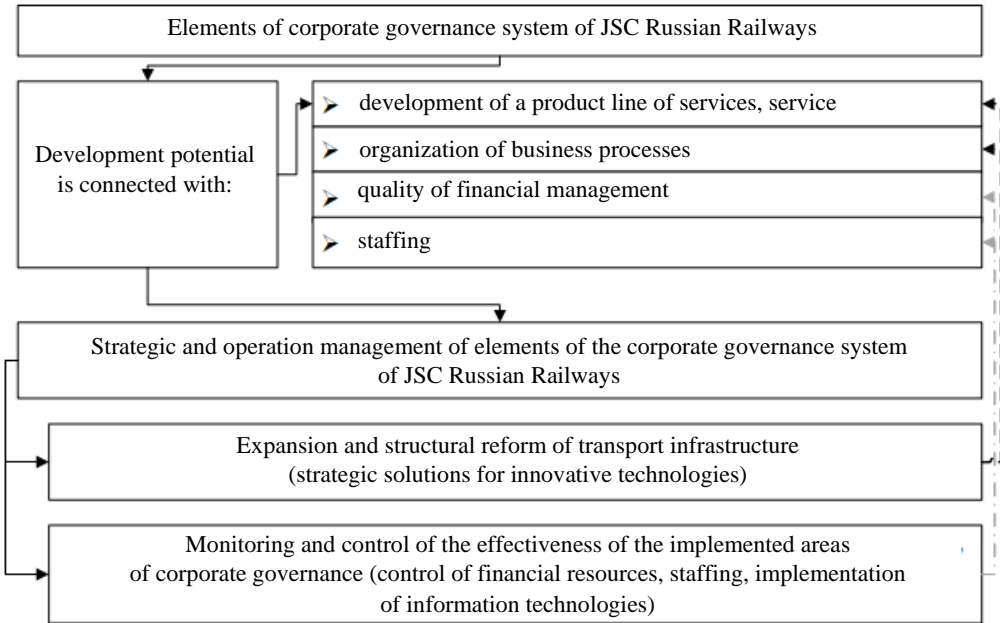 Elements of corporate governance system of JSC Russian Railways
Development potential
is connected with:
development of a product line of services, service
organization of business processes
quality of financial management
staffing
Strategic and operation management of elements of the corporate governance system
of JSC Russian Railways
Expansion and structural reform of transport infrastructure
(strategic solutions for innovative technologies)
Monitoring and control of the effectiveness of the implemented areas
of corporate governance (control of financial resources, staffing, implementation
of information technologies)